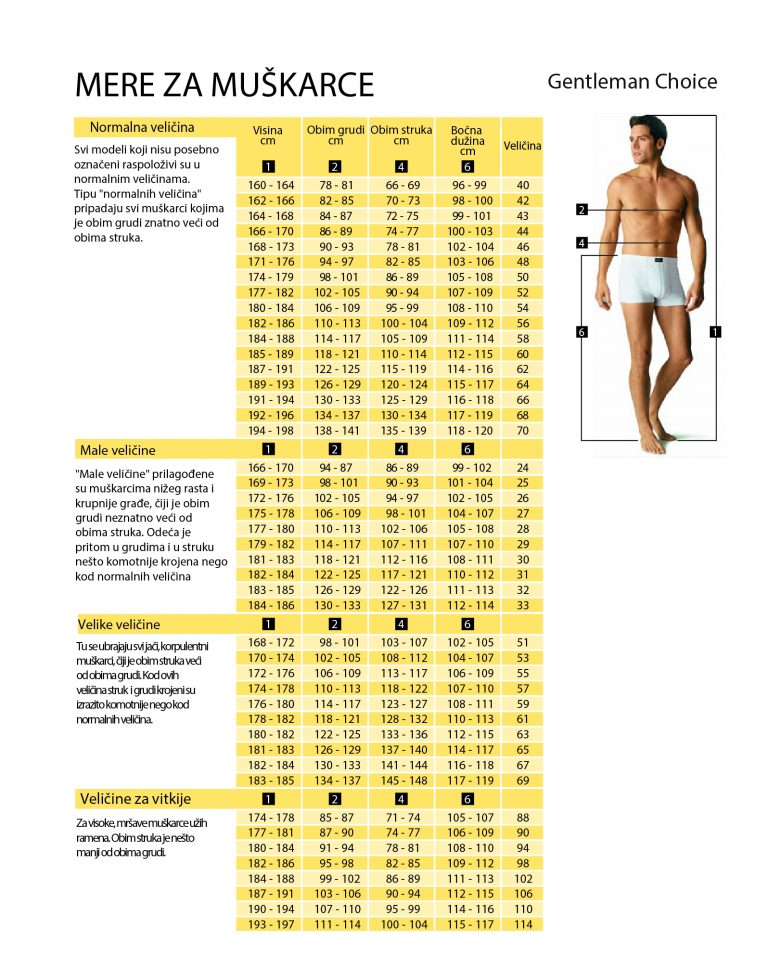 MERE ZA MUŠKARCE
Gentleman Choice
Normalna veličina
Svi modeli koji nisu posebno
označeni raspoloživi su u
normalnim veličinama.
Tipu "normalnih veličina"
pripadaju svi muškarci kojima
je obim grudi znatno veći od
obima struka.
Visina cm Obim grudi cm Obim struka cm Bočna dužina cm Veličina
1 2 4 6
160 - 164 78 - 81 66 - 69 96 - 99 40
162 - 166 82 - 85 70 - 73 98 - 100 42
164 - 168 84 - 87 72 - 75 99 - 101 43
166 - 170 86 - 89 74 - 77 100 - 103 44
168 - 173 90 - 93 78 - 81 102 - 104 46
171 - 176 94 - 97 82 - 85 103 - 106 48
174 - 179 98 - 101 86 - 89 105 - 108 50
177 - 182 102 - 105 90 - 94 107 - 109 52
180 - 184 106 - 109 95 - 99 108 - 110 54
182 - 186 110 - 113 100 - 104 109 - 112 56
184 - 188 114 - 117 105 - 109 111 - 114 58
185 - 189 118 - 121 110 - 114 112 - 115 60
187 - 191 122 - 125 115 - 119 114 - 116 62
189 - 193 126 - 129 120 - 124 115 - 117 64
191 - 194 130 - 133 125 - 129 116 - 118 66
192 - 196 134 - 137 130 - 134 117 - 119 68
194 - 198 138 - 141 135 - 139 118 - 120 70
Male veličine 1 2 4 6
"Male veličine" prilagođene
su muškarcima nižeg rasta i
krupnije građe, čiji je obim
grudi neznatno veći od
obima struka. Odeća je
pritom u grudima i u struku
nešto komotnije krojena nego
kod normalnih veličina
166 - 170 94 - 87 86 - 89 99 - 102 24
169 - 173 98 - 101 90 - 93 101 - 104 25
172 - 176 102 - 105 94 - 97 102 - 105 26
175 - 178 106 - 109 98 - 101 104 - 107 27
177 - 180 110 - 113 102 - 106 105 - 108 28
179 - 182 114 - 117 107 - 111 107 - 110 29
181 - 183 118 - 121 112 - 116 108 - 111 30
182 - 184 122 - 125 117 - 121 110 - 112 31
183 - 185 126 - 129 122 - 126 111 - 113 32
184 - 186 130 - 133 127 - 131 112 - 114 33
Velike veličine 1 2 4 6
Tu se ubrajaju svi jači, korpulentni
muškarci, čiji je obim struka veći
od obima grudi. Kod ovih
veličina struk i grudi krojeni su
izrazito komotnije nego kod
normalnih veličina.
168 - 172 98 - 101 103 - 107 102 - 105 51
170 - 174 102 - 105 108 - 112 104 - 107 53
172 - 176 106 - 109 113 - 117 106 - 109 55
174 - 178 110 - 113 118 - 122 107 - 110 57
176 - 180 114 - 117 123 - 127 108 - 111 59
178 - 182 118 - 121 128 - 132 110 - 113 61
180 - 182 122 - 125 133 - 136 112 - 115 63
181 - 183 126 - 129 137 - 140 114 - 117 65
182 - 184 130 - 133 141 - 144 116 - 118 67
183 - 185 134 - 137 145 - 148 117 - 119 69
Veličine za vitkije 1 2 4 6
Za visoke, mršave muškarce užih
ramena. Obim struka je nešto
manji od obima grudi.
174 - 178 85 - 87 71 - 74 105 - 107 88
177 - 181 87 - 90 74 - 77 106 - 109 90
180 - 184 91 - 94 78 - 81 108 - 110 94
182 - 186 95 - 98 82 - 85 109 - 112 98
184 - 188 99 - 102 86 - 89 111 - 113 102
187 - 191 103 - 106 90 - 94 112 - 115 106
190 - 194 107 - 110 95 - 99 114 - 116 110
193 - 197 111 - 114 100 - 104 115 - 117 114
2
4
6
1